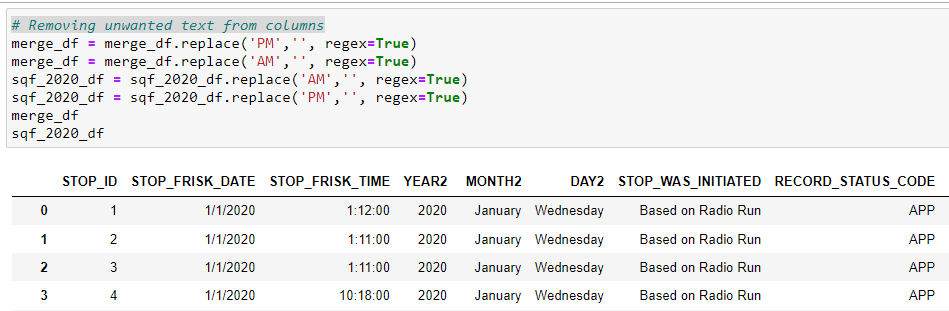 # Removing unwanted text from columns
merge_df = merge_df.replace('PM','', regex=True)
merge_df = merge_df.replace('AM','', regex=True)
sqf_2020_df = sqf_2020_df.replace('AM','', regex=True)
sqf_2020_df = sqf_2020_df.replace('PM','', regex=True)
merge_df
sqf_2020_df
STOP_ID STOP_FRISK_DATE STOP_FRISK_TIME YEAR2 MONTH2 DAY2 STOP_WAS_INITIATED RECORD_STATUS_CODE
0 1 1/1/2020 1:12:00 2020 January Wednesday Based on Radio Run APP
1 2 1/1/2020 1:11:00 2020 January Wednesday Based on Radio Run APP
2 3 1/1/2020 1:11:00 2020 January Wednesday Based on Radio Run APP
3 4 1/1/2020 10:18:00 2020 January Wednesday Based on Radio Run APP